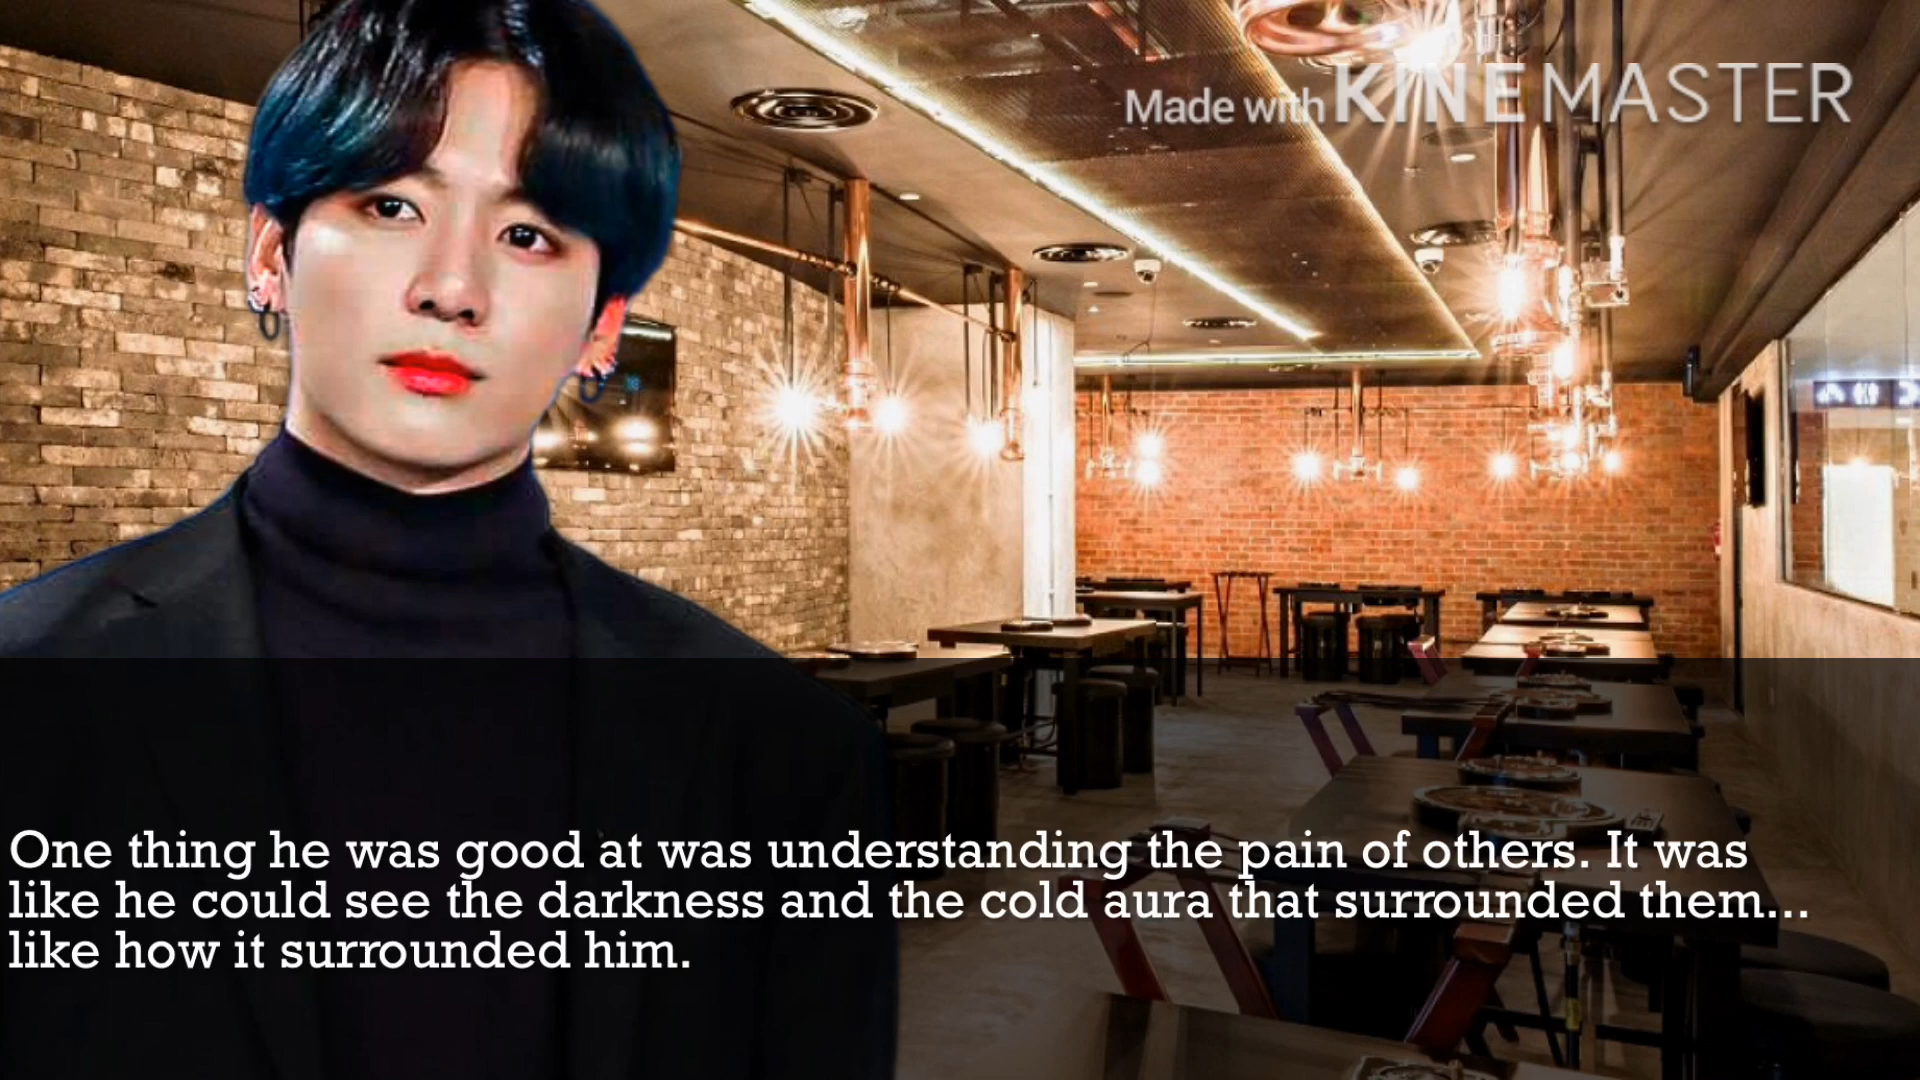 Made with KINEMASTER
One thing he was good at was understanding the pain of others. It was
like he could see the darkness and the cold aura that surrounded them...
like how it surrounded him.